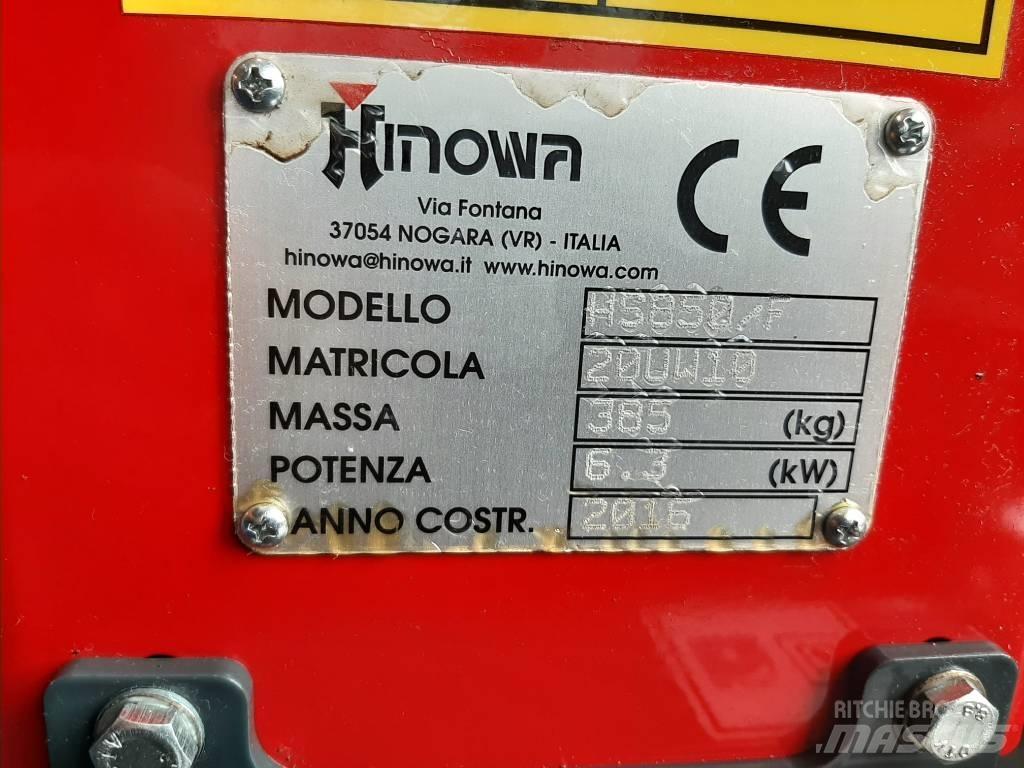 HINOWA
CE
Via Fontana
37054 NOGARA (VR) - ITALIA
hinowa@hinowa.it www.hinowa.com
MODELLO HS850/F
MATRICOLA 20UW10
MASSA 385 (kg)
POTENZA 6.3 (kW)
ANNO COSTR. 2016
RITCHIE BROS
MASCUS